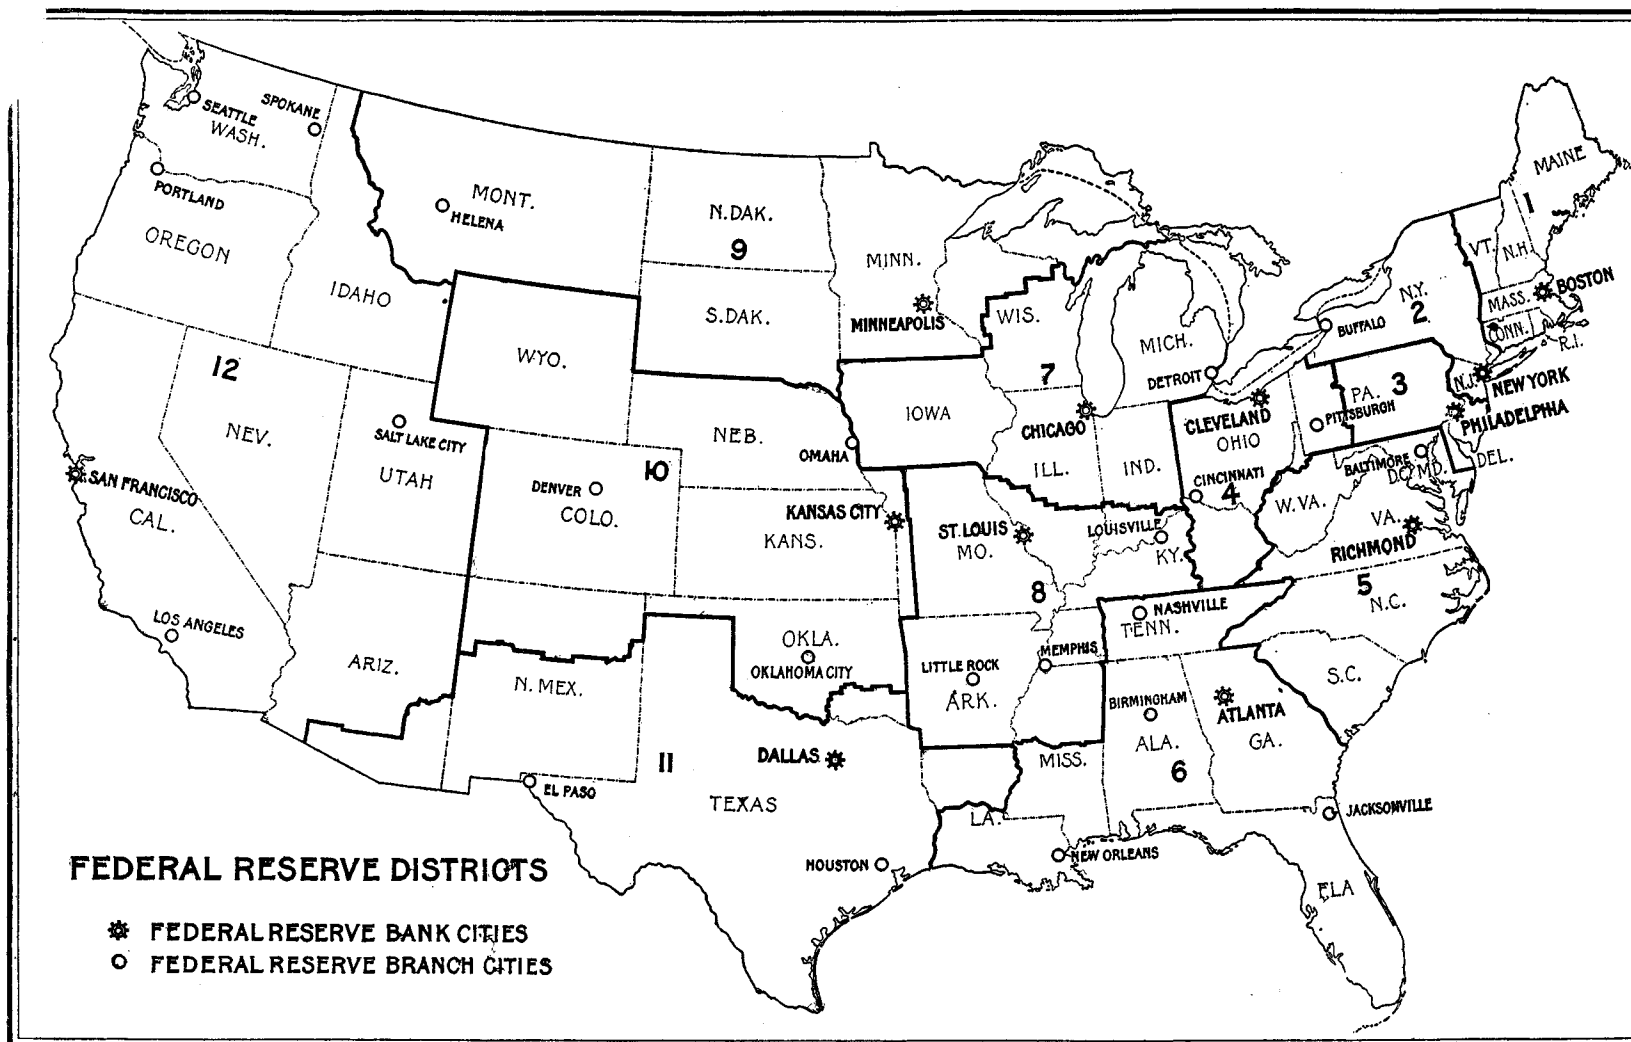 SEATTLE
WASH.
SPOKANE
PORTLAND
OREGON
IDAHO
MONT.
HELENA
N.DAK.
9
S.DAK.
MINN.
MINNEAPOLIS
WIS.
MICH.
DETROIT
MAINE
1
VT.
N.H.
MASS.
BOSTON
CONN.
R.I.
N.Y.
2
BUFFALO
N.J.
NEW YORK
PA.
3
PITTSBURGH
PHILADELPHIA
12
NEV.
WYO.
SALT LAKE CITY
UTAH
SAN FRANCISCO
CAL.
LOS ANGELES
ARIZ.
NEB.
OMAHA
10
DENVER
COLO.
KANSAS CITY
KANS.
IOWA
7
CHICAGO
ILL.
IND.
CLEVELAND
OHIO
CINCINNATI
4
BALTIMORE
D.C.
MD.
DEL.
W.VA.
VA.
RICHMOND
5
N.C.
S.C.
ST. LOUIS
MO.
LOUISVILLE
KY.
8
NASHVILLE
TENN.
MEMPHIS
OKLA.
OKLAHOMA CITY
LITTLE ROCK
ARK.
N. MEX.
11
EL PASO
DALLAS
TEXAS
HOUSTON
LA.
MISS.
NEW ORLEANS
BIRMINGHAM
ALA.
6
ATLANTA
GA.
JACKSONVILLE
FLA
FEDERAL RESERVE DISTRICTS
FEDERAL RESERVE BANK CITIES
FEDERAL RESERVE BRANCH CITIES